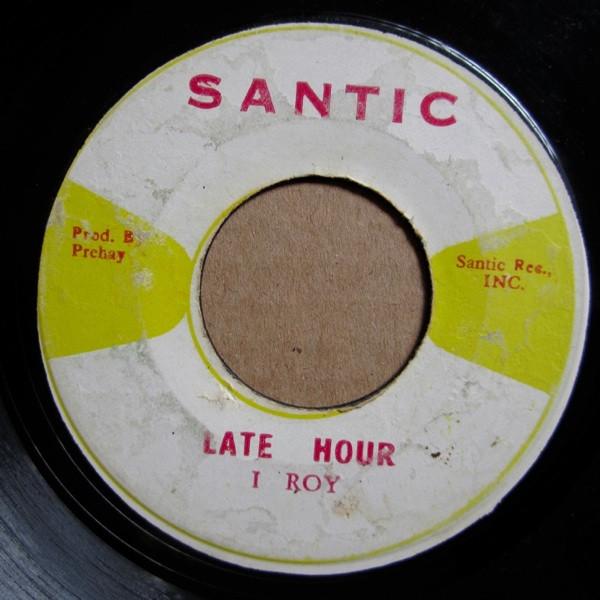 SANTIC
Prod. By
Prehay
Santic Rec.,
INC.
LATE HOUR
I ROY